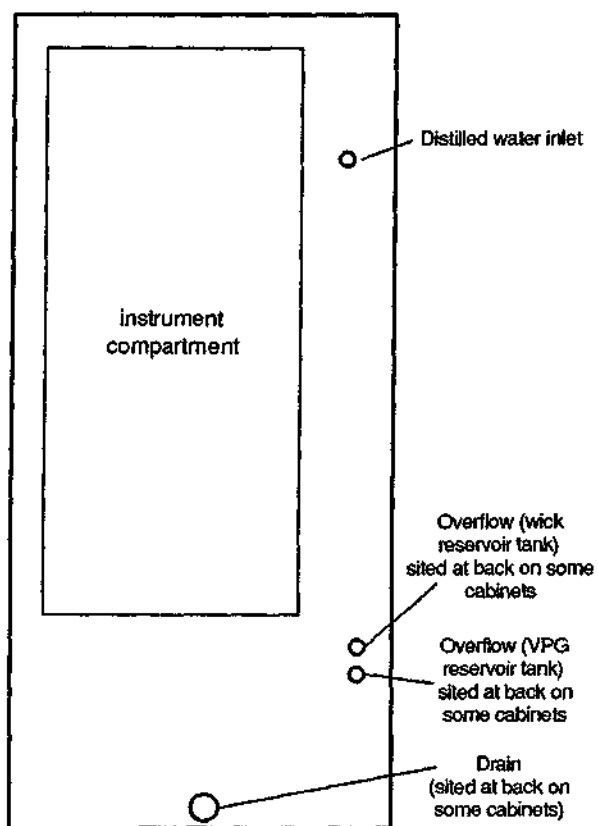 Distilled water inlet
instrument
compartment
Overflow (wick
reservoir tank)
sited at back on some
cabinets
Overflow (VPG
reservoir tank)
sited at back on
some cabinets
Drain
(sited at back on
some cabinets)